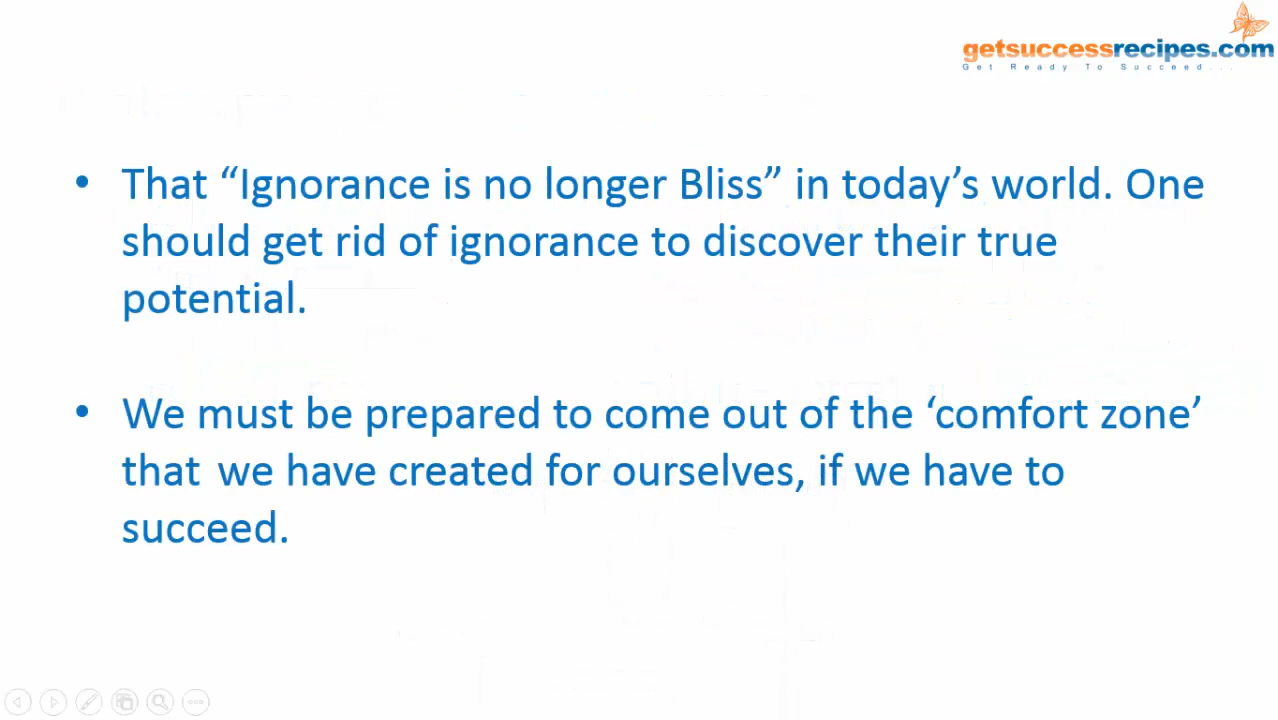 getsuccessrecipes.com
Get Ready To Succeed...
• That “Ignorance is no longer Bliss” in today’s world. One
should get rid of ignorance to discover their true
potential.
• We must be prepared to come out of the ‘comfort zone’
that we have created for ourselves, if we have to
succeed.